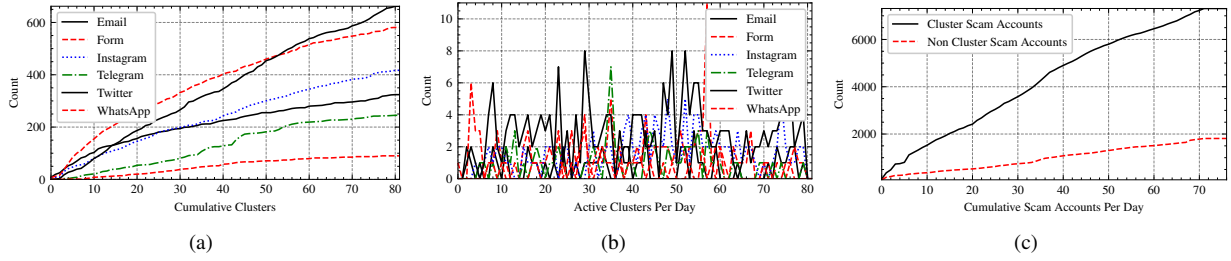 600
400
200
0
Count
Email
Form
Instagram
Telegram
Twitter
WhatsApp
0 10 20 30 40 50 60 70 80
Cumulative Clusters
(a)
10
8
6
4
2
0
Count
Email
Form
Instagram
Telegram
Twitter
WhatsApp
0 10 20 30 40 50 60 70 80
Active Clusters Per Day
(b)
6000
4000
2000
Count
Cluster Scam Accounts
Non Cluster Scam Accounts
0 10 20 30 40 50 60 70
Cumulative Scam Accounts Per Day
(c)